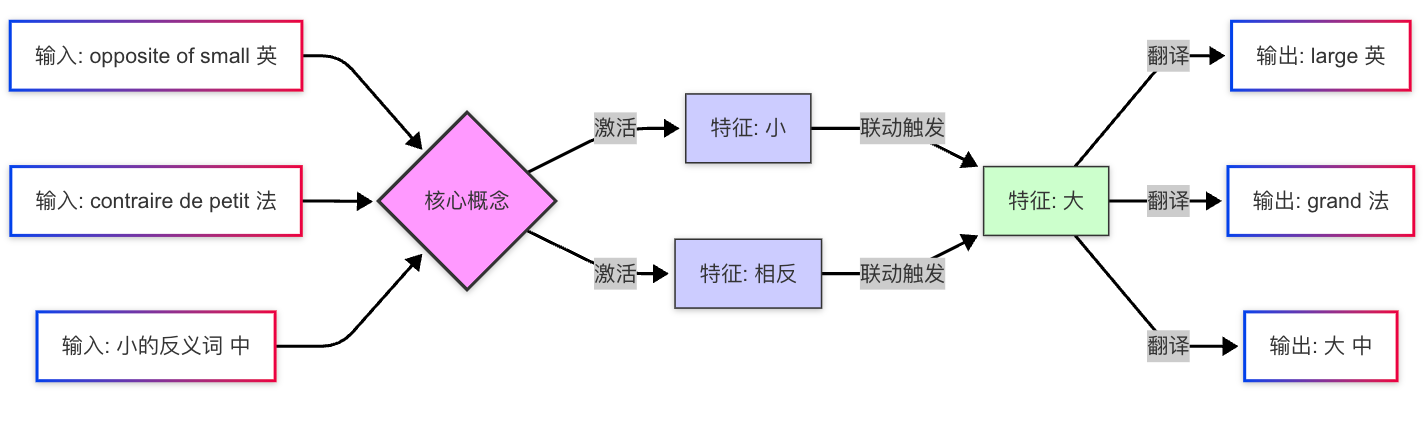 输入: opposite of small 英
输入: contraire de petit 法
输入: 小的反义词 中
核心概念
激活
激活
特征: 小
特征: 相反
联动触发
联动触发
特征: 大
翻译
翻译
翻译
输出: large 英
输出: grand 法
输出: 大 中